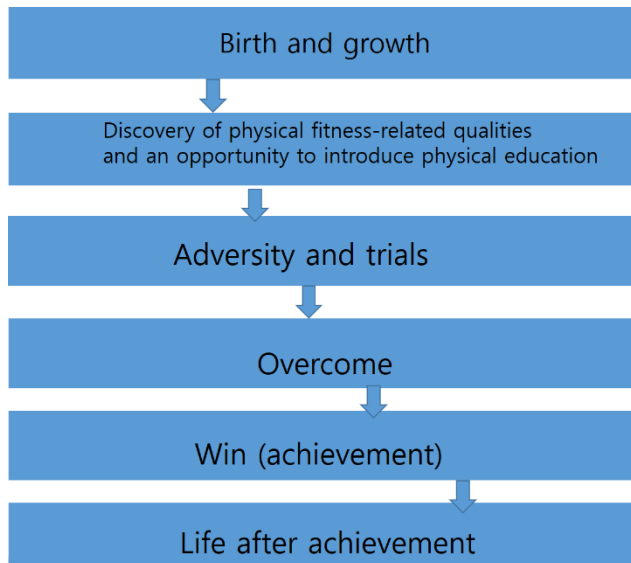 Birth and growth
Discovery of physical fitness-related qualities
and an opportunity to introduce physical education
Adversity and trials
Overcome
Win (achievement)
Life after achievement